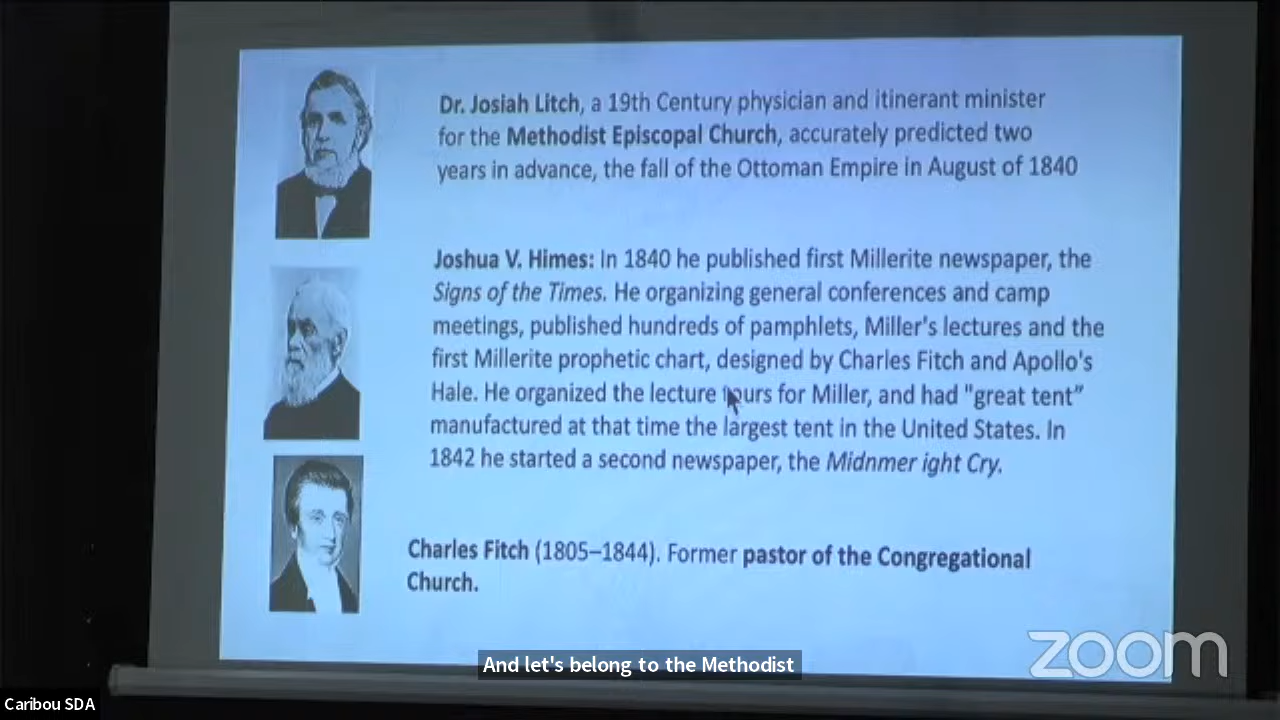 Dr. Josiah Litch, a 19th Century physician and itinerant minister
for the Methodist Episcopal Church, accurately predicted two
years in advance, the fall of the Ottoman Empire in August of 1840
Joshua V. Himes: In 1840 he published first Millerite newspaper, the
Signs of the Times. He organizing general conferences and camp
meetings, published hundreds of pamphlets, Miller's lectures and the
first Millerite prophetic chart, designed by Charles Fitch and Apollo's
Hale. He organized the lecture tours for Miller, and had "great tent”
manufactured at that time the largest tent in the United States. In
1842 he started a second newspaper, the Midnmer ight Cry.
Charles Fitch (1805–1844). Former pastor of the Congregational
Church.
And let's belong to the Methodist
zoom
Caribou SDA